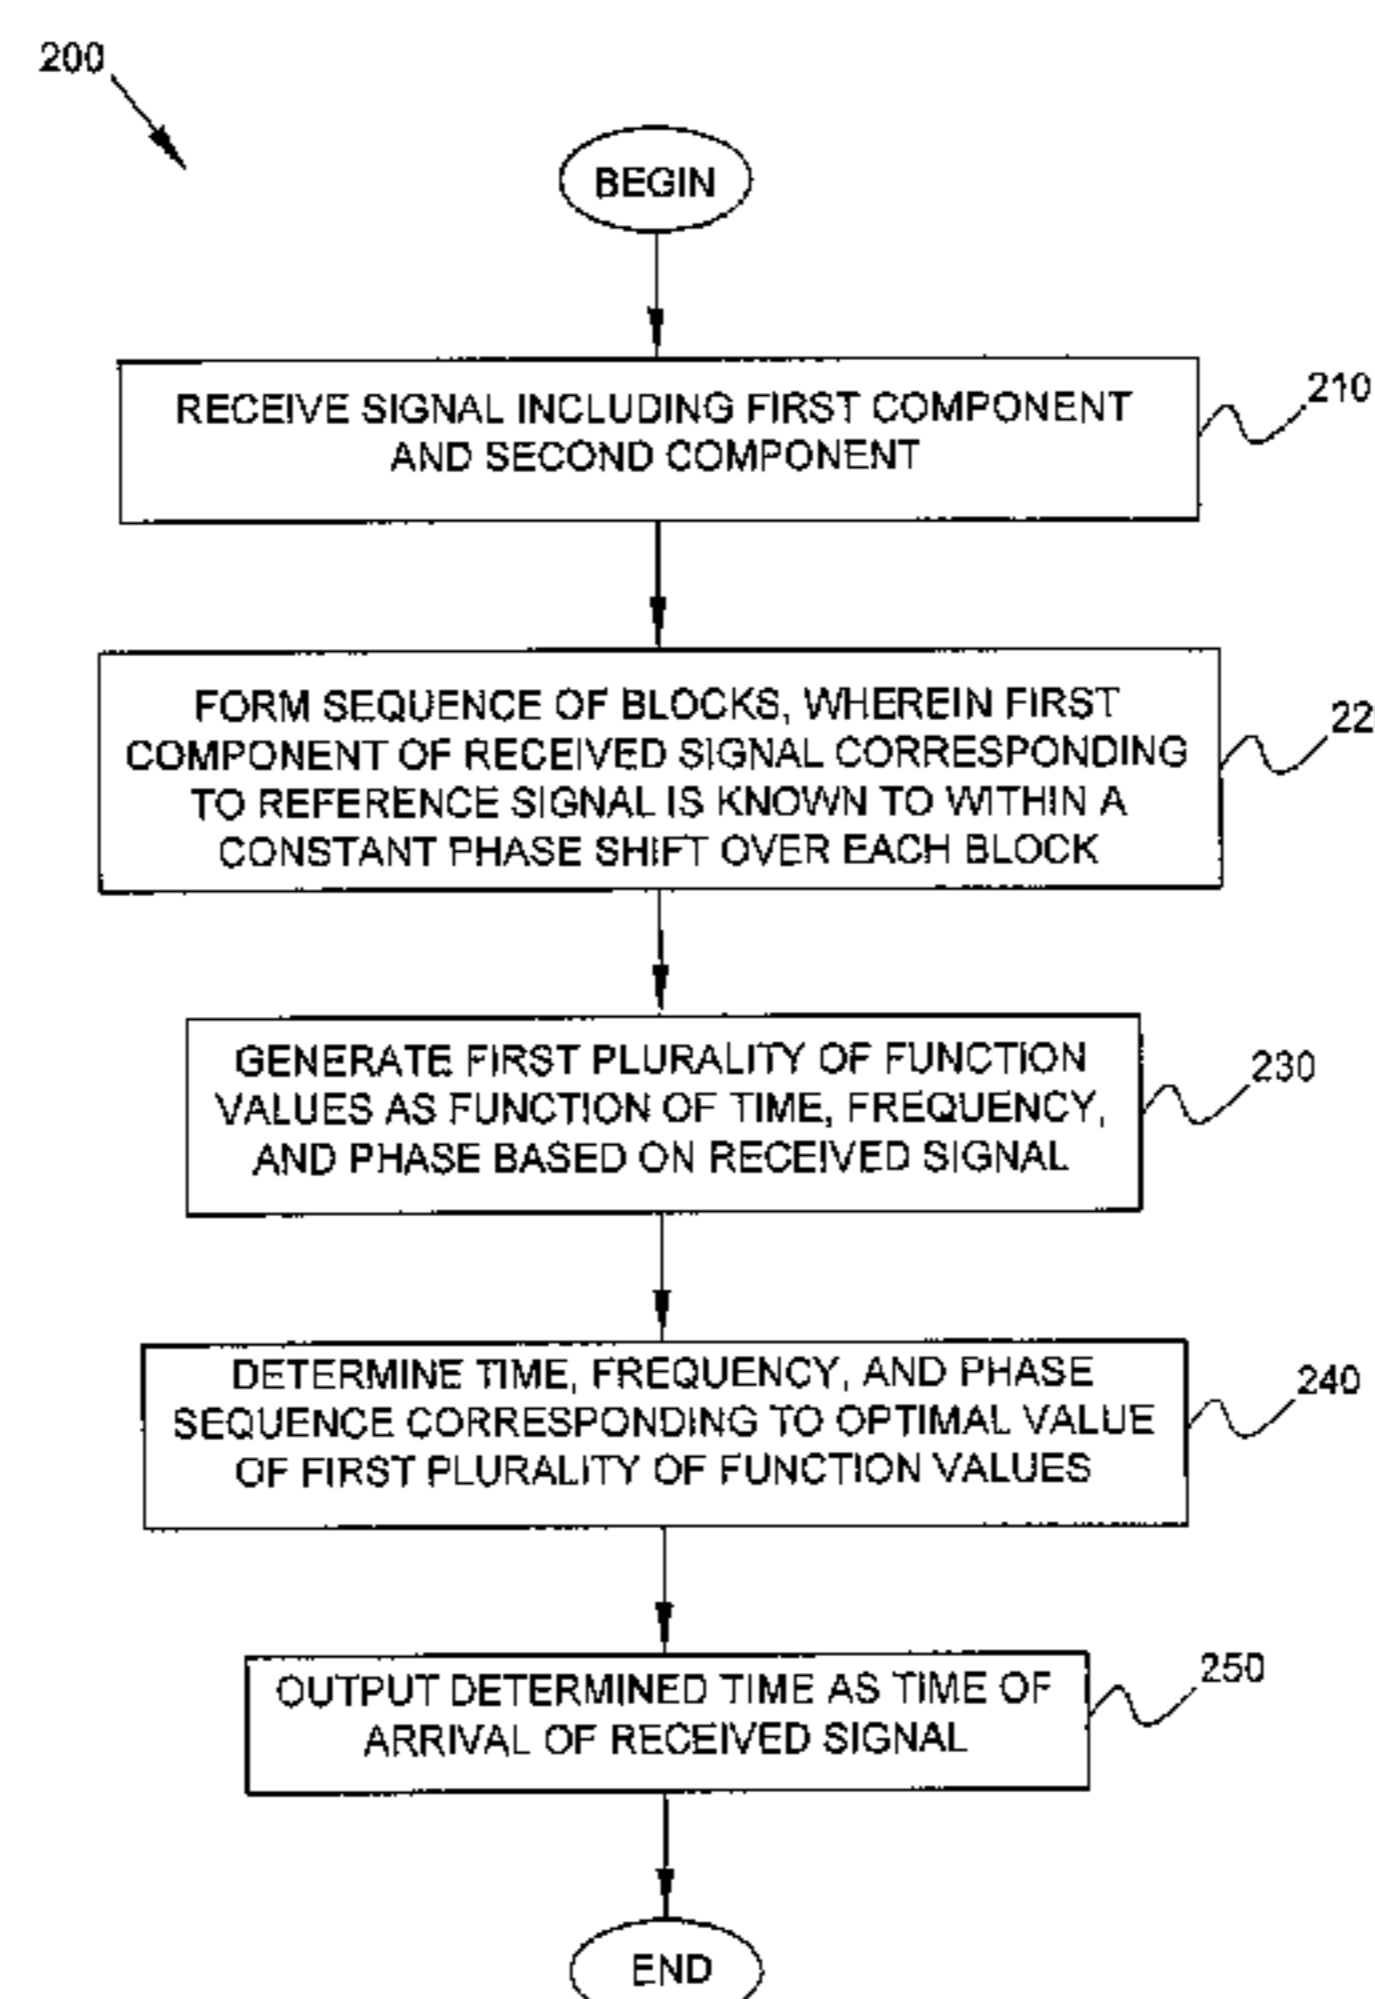 200
BEGIN
RECEIVE SIGNAL INCLUDING FIRST COMPONENT
AND SECOND COMPONENT
210
FORM SEQUENCE OF BLOCKS, WHEREIN FIRST
COMPONENT OF RECEIVED SIGNAL CORRESPONDING
TO REFERENCE SIGNAL IS KNOWN TO WITHIN A
CONSTANT PHASE SHIFT OVER EACH BLOCK
22
GENERATE FIRST PLURALITY OF FUNCTION
VALUES AS FUNCTION OF TIME, FREQUENCY,
AND PHASE BASED ON RECEIVED SIGNAL
230
DETERMINE TIME, FREQUENCY, AND PHASE
SEQUENCE CORRESPONDING TO OPTIMAL VALUE
OF FIRST PLURALITY OF FUNCTION VALUES
240
OUTPUT DETERMINED TIME AS TIME OF
ARRIVAL OF RECEIVED SIGNAL
250
END